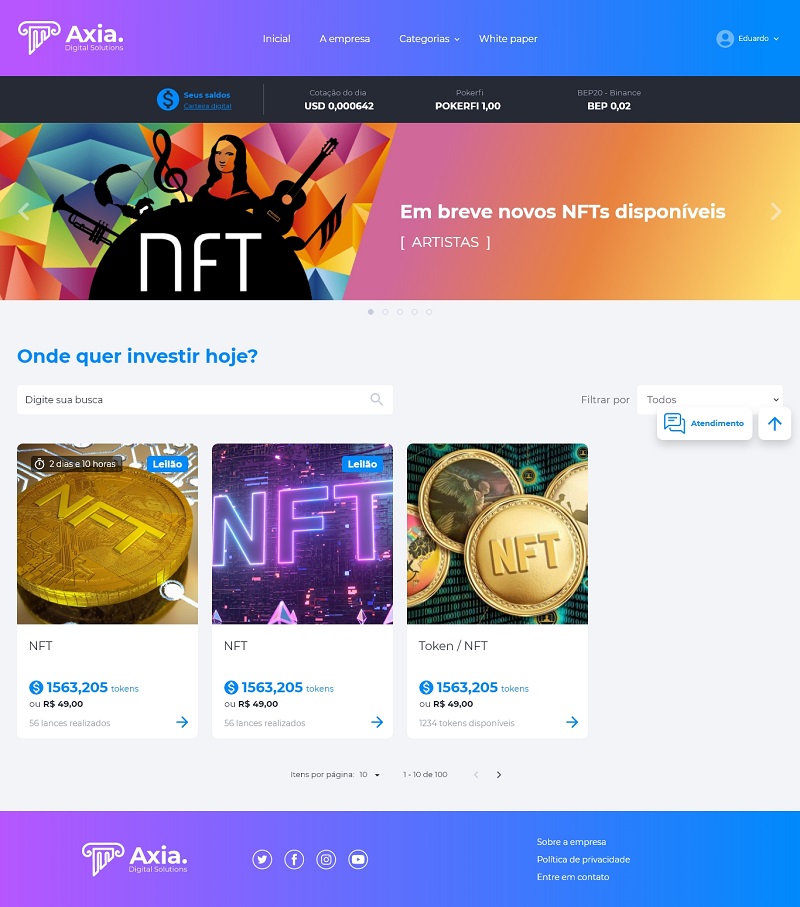 Axia.
Digital Solutions
Inicial
A empresa
Categorias
White paper
Eduardo
Seus saldos
Carteira digital
Cotação do dia
USD 0,000642
Pokerfi
POKERFI 1,00
BEP20 - Binance
BEP 0,02
NFT
Em breve novos NFTs disponíveis
[ ARTISTAS ]
Onde quer investir hoje?
Digite sua busca
Filtrar por
Todos
Atendimento
2 dias e 10 horas
Leilão
NFT
NFT
1563,205 tokens
ou R$ 49,00
56 lances realizados
Leilão
NFT
NFT
1563,205 tokens
ou R$ 49,00
56 lances realizados
NFT
Token / NFT
1563,205 tokens
ou R$ 49,00
1234 tokens disponíveis
Itens por página: 10
1 - 10 de 100
Axia.
Digital Solutions
Sobre a empresa
Política de privacidade
Entre em contato